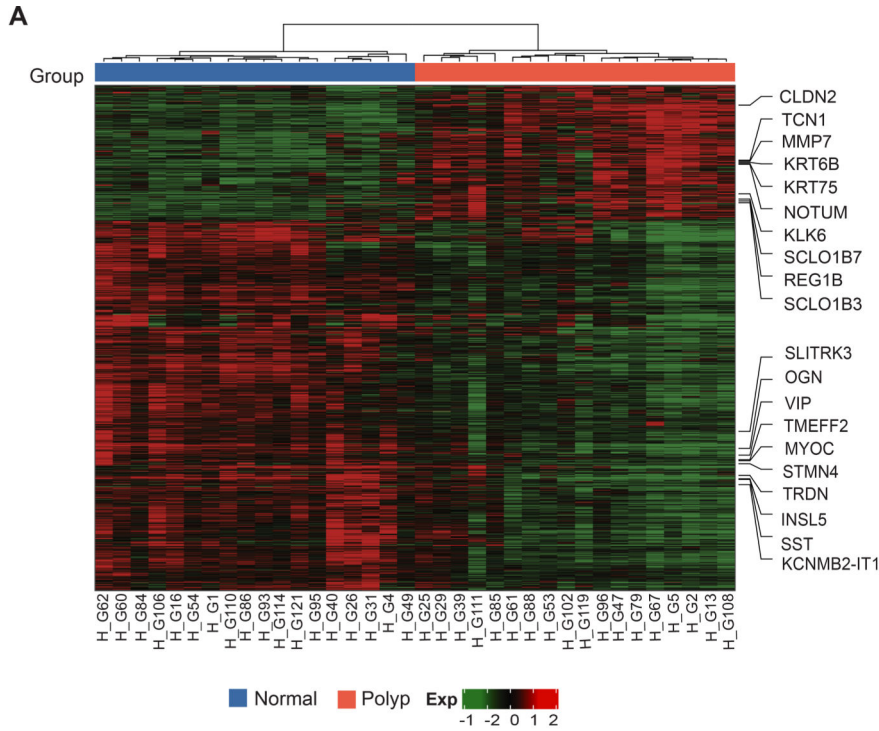 A
Group
CLDN2
TCN1
MMP7
KRT6B
KRT75
NOTUM
KLK6
SCLO1B7
REG1B
SCLO1B3
SLITRK3
OGN
VIP
TMEFF2
MYOC
STMN4
TRDN
INSL5
SST
KCNMB2-IT1
H_G62
H_G60
H_G84
H_G106
H_G16
H_G54
H_G1
H_G110
H_G86
H_G93
H_G114
H_G121
H_G95
H_G40
H_G26
H_G31
H_G4
H_G49
H_G25
H_G29
H_G39
H_G111
H_G85
H_G61
H_G88
H_G53
H_G102
H_G119
H_G96
H_G47
H_G79
H_G67
H_G5
H_G2
H_G13
H_G108
Normal Polyp Exp
-1 -2 0 1 2